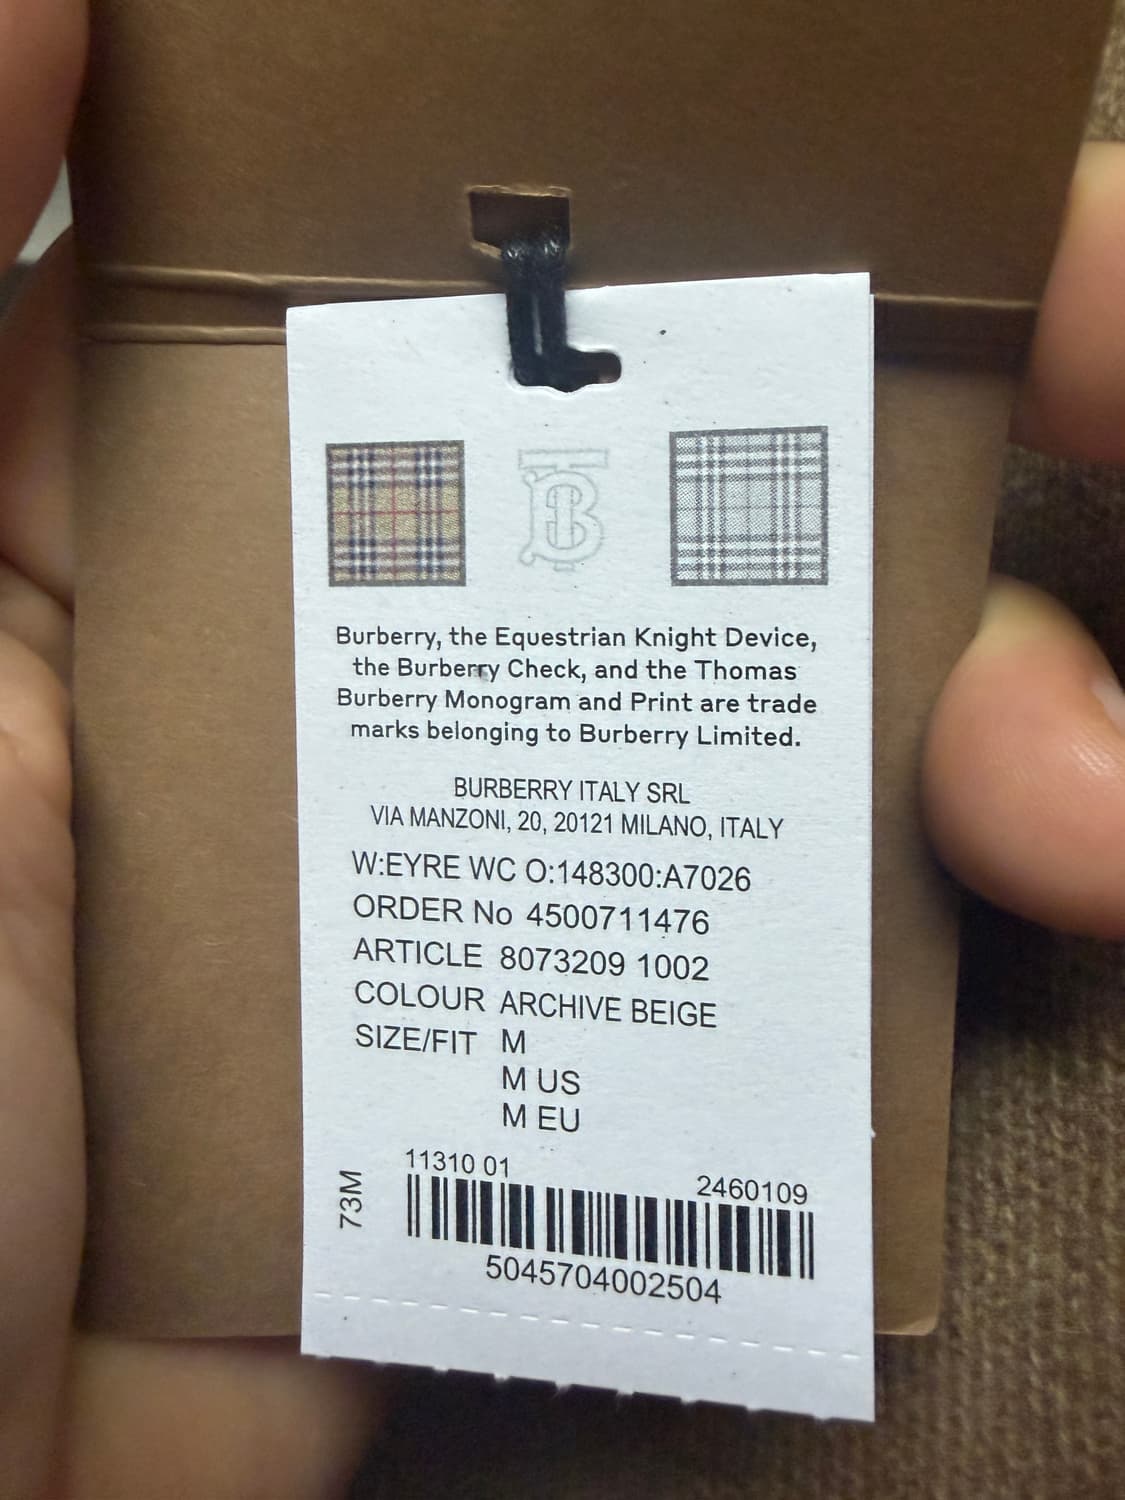 TB
Burberry, the Equestrian Knight Device,
the Burberry Check, and the Thomas
Burberry Monogram and Print are trade
marks belonging to Burberry Limited.
BURBERRY ITALY SRL
VIA MANZONI, 20, 20121 MILANO, ITALY
W:EYRE WC O:148300:A7026
ORDER No 4500711476
ARTICLE 8073209 1002
COLOUR ARCHIVE BEIGE
SIZE/FIT M
M US
M EU
11310 01
2460109
73M
5045704002504